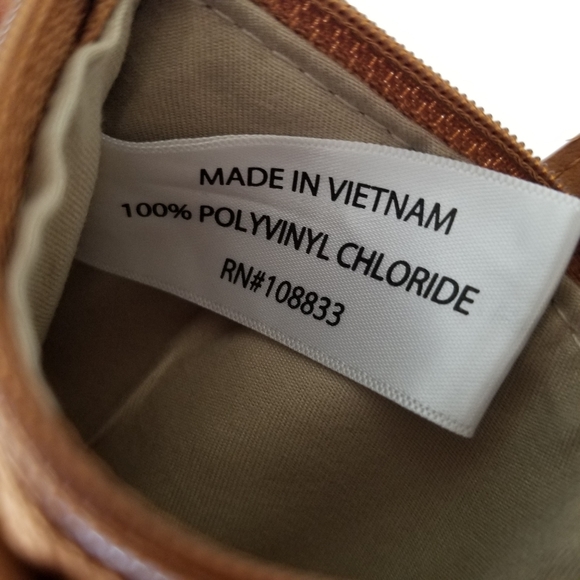 MADE IN VIETNAM
100% POLYVINYL CHLORIDE
RN#108833